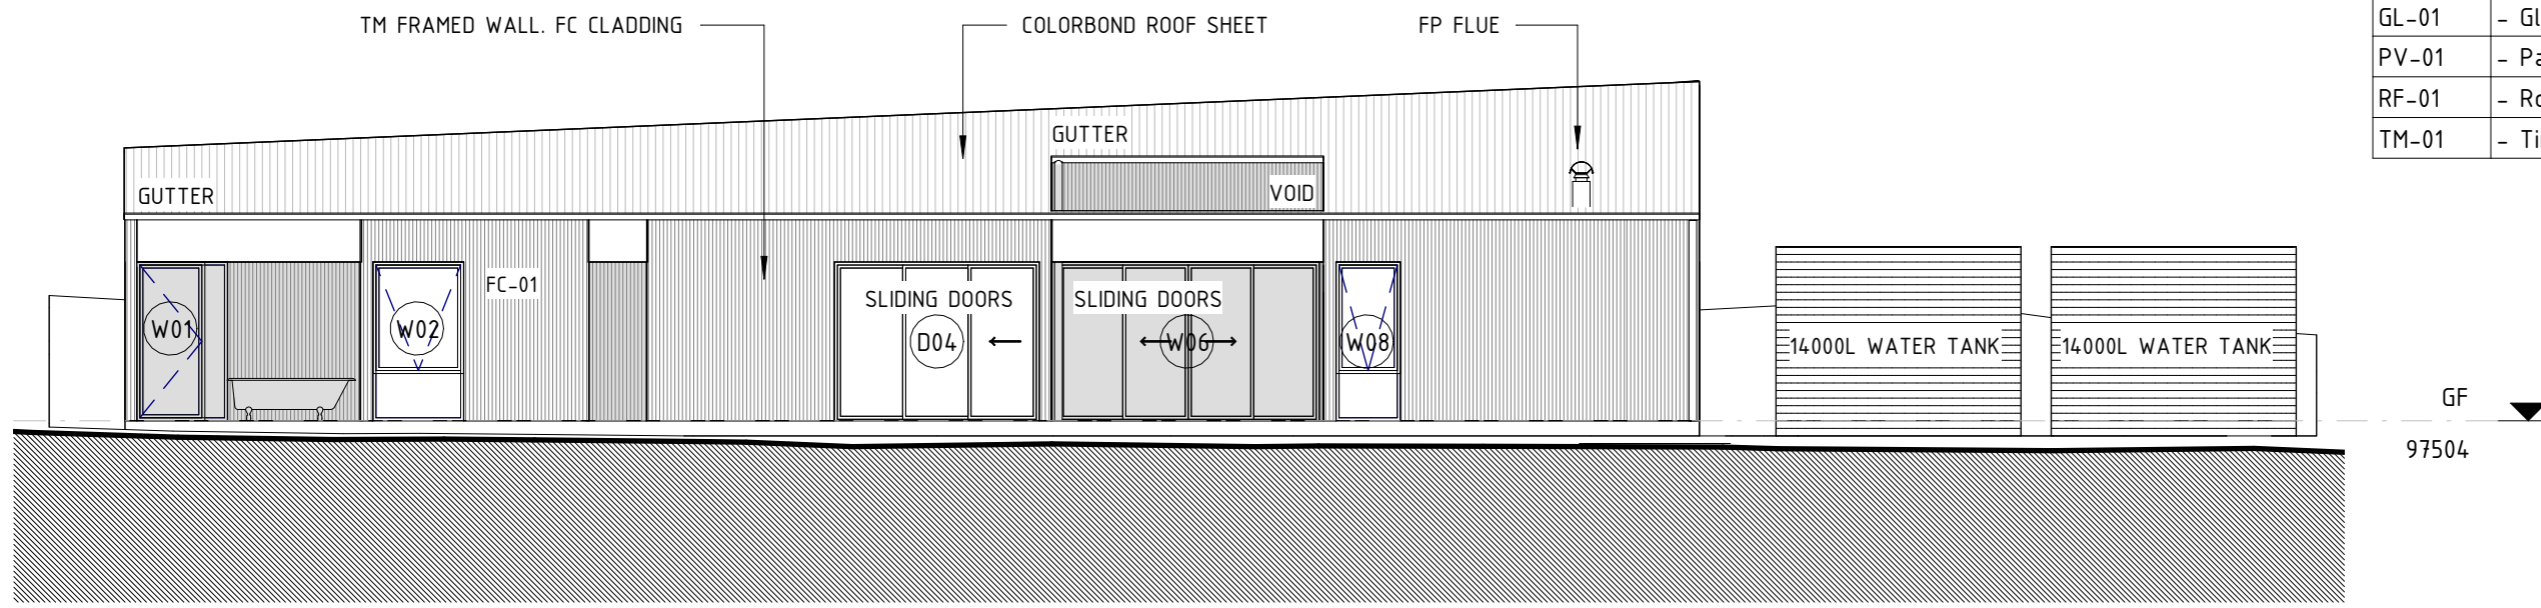 TM FRAMED WALL. FC CLADDING
COLORBOND ROOF SHEET
FP FLUE
GL-01
PV-01
RF-01
TM-01
GUTTER
GUTTER
VOID
FC-01
SLIDING DOORS
SLIDING DOORS
W01
W02
D04
W06
W08
14000L WATER TANK
14000L WATER TANK
GF
97504